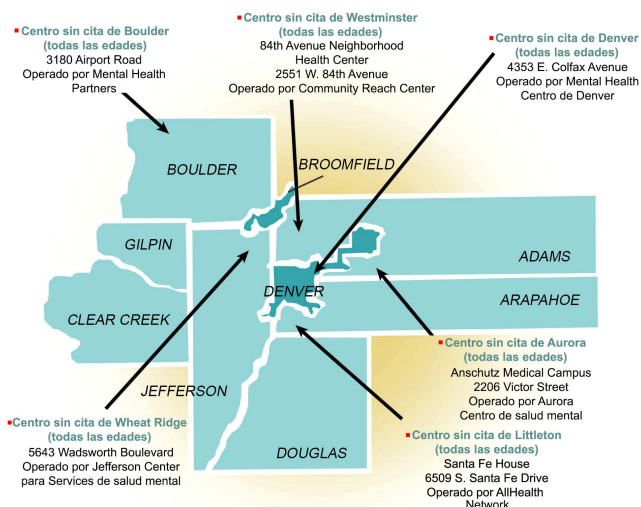 Centro sin cita de Boulder
(todas las edades)
3180 Airport Road
Operado por Mental Health
Partners
Centro sin cita de Westminster
(todas las edades)
84th Avenue Neighborhood
Health Center
2551 W. 84th Avenue
Operado por Community Reach Center
Centro sin cita de Denver
(todas las edades)
4353 E. Colfax Avenue
Operado por Mental Health
Centro de Denver
BOULDER
BROOMFIELD
GILPIN
ADAMS
DENVER
ARAPAHOE
CLEAR CREEK
JEFFERSON
DOUGLAS
Centro sin cita de Aurora
(todas las edades)
Anschutz Medical Campus
2206 Victor Street
Operado por Aurora
Centro de salud mental
Centro sin cita de Wheat Ridge
(todas las edades)
5643 Wadsworth Boulevard
Operado por Jefferson Center
para Services de salud mental
Centro sin cita de Littleton
(todas las edades)
Santa Fe House
6509 S. Santa Fe Drive
Operado por AllHealth
Network